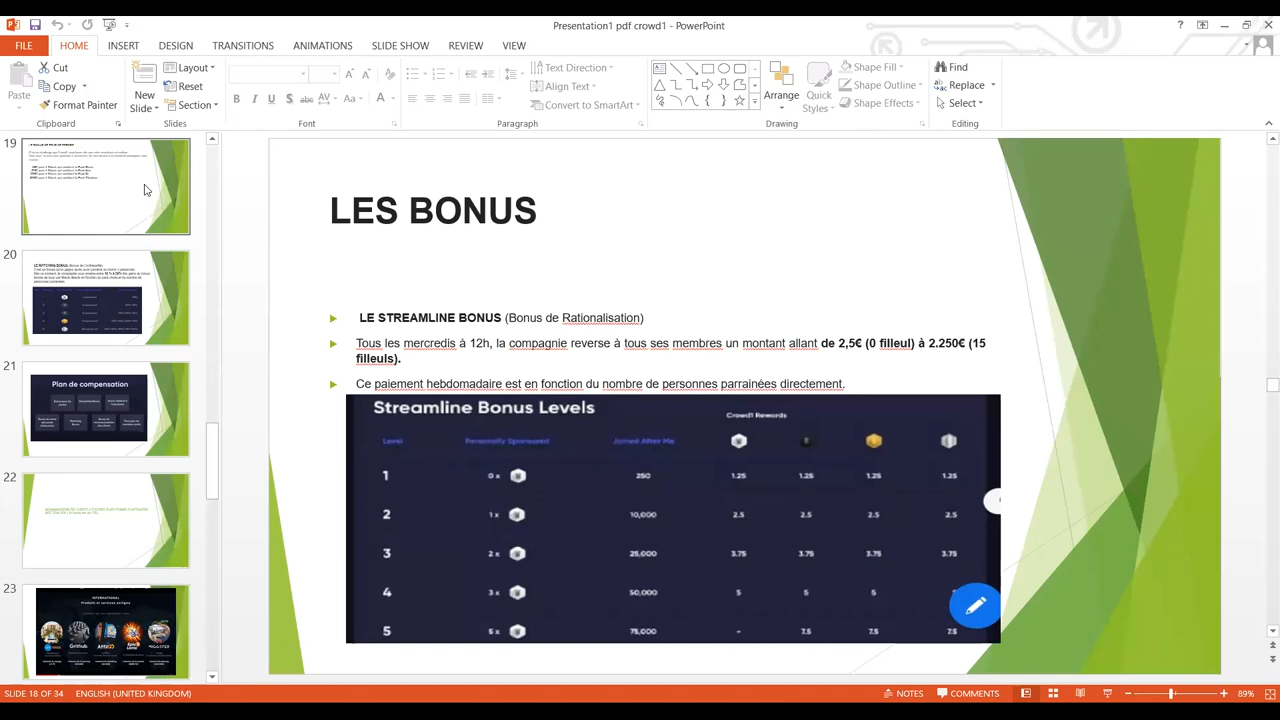 Presentation1 pdf crowd1 - PowerPoint
FILE HOME INSERT DESIGN TRANSITIONS ANIMATIONS SLIDE SHOW REVIEW VIEW
Paste
Cut
Copy
Format Painter
Clipboard
New Slide
Layout
Reset
Section
Slides
Font
Text Direction
Align Text
Convert to SmartArt
Paragraph
Arrange
Quick Styles
Shape Fill
Shape Outline
Shape Effects
Drawing
Find
Replace
Select
Editing
19
20
21
Plan de compensation
22
23
INTERNATIONAL
LES BONUS
LE STREAMLINE BONUS (Bonus de Rationalisation)
Tous les mercredis à 12h, la compagnie reverse à tous ses membres un montant allant de 2,5€ (0 filleul) à 2.250€ (15
filleuls).
Ce paiement hebdomadaire est en fonction du nombre de personnes parrainées directement.
Streamline Bonus Levels
Crowd1 Rewards
Level Personally Sponsored Joined After Me
1 0 x 250 1.25 1.25 1.25 1.25
2 1 x 10,000 2.5 2.5 2.5 2.5
3 2 x 25,000 3.75 3.75 3.75 3.75
4 3 x 50,000 5 5 5
5 5 x 75,000 - 7.5 7.5 7.5
SLIDE 18 OF 34 ENGLISH (UNITED KINGDOM) NOTES COMMENTS 89%